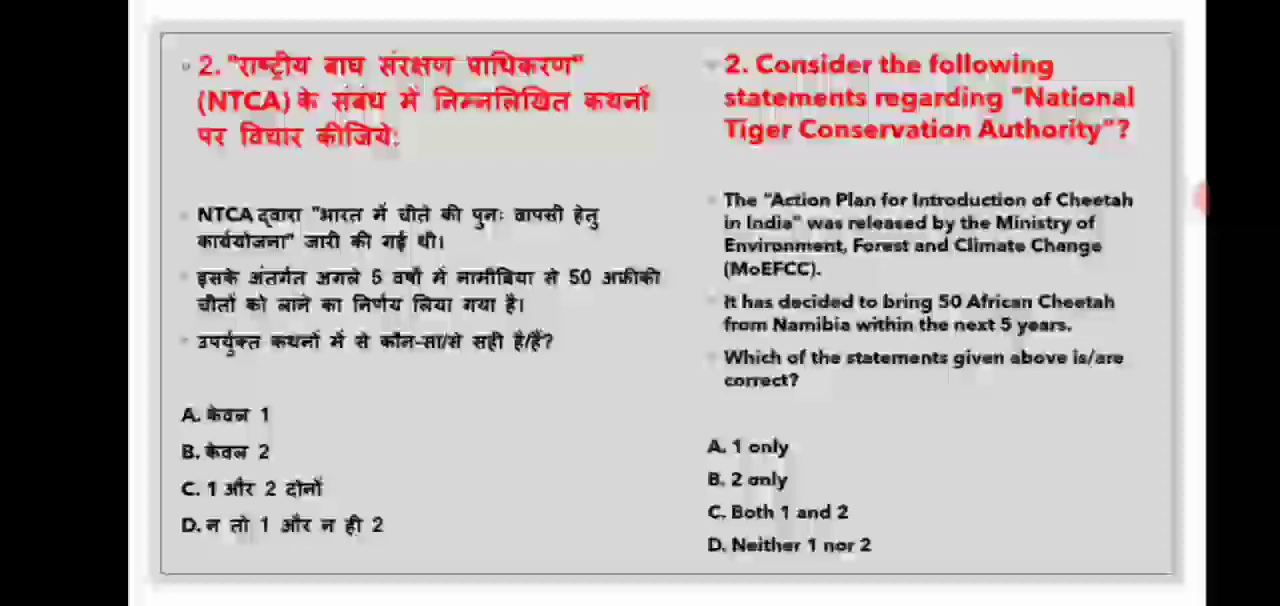 2. "राष्ट्रीय बाघ संरक्षण प्राधिकरण"
(NTCA) के संबंध में निम्नलिखित कथनों
पर विचार कीजिये:
NTCA द्वारा "भारत में चीते की पुनः वापसी हेतु
कार्ययोजना" जारी की गई थी।
इसके अंतर्गत अगले 5 वर्षों में नामीबिया से 50 अफ्रीकी
चीतों को लाने का निर्णय लिया गया है।
उपर्युक्त कथनों में से कौन-सा/से सही है/हैं?
A. केवल 1
B. केवल 2
C. 1 और 2 दोनों
D. न तो 1 और न ही 2
2. Consider the following
statements regarding "National
Tiger Conservation Authority"?
The "Action Plan for Introduction of Cheetah
in India" was released by the Ministry of
Environment, Forest and Climate Change
(MoEFCC).
It has decided to bring 50 African Cheetah
from Namibia within the next 5 years.
Which of the statements given above is/are
correct?
A. 1 only
B. 2 only
C. Both 1 and 2
D. Neither 1 nor 2